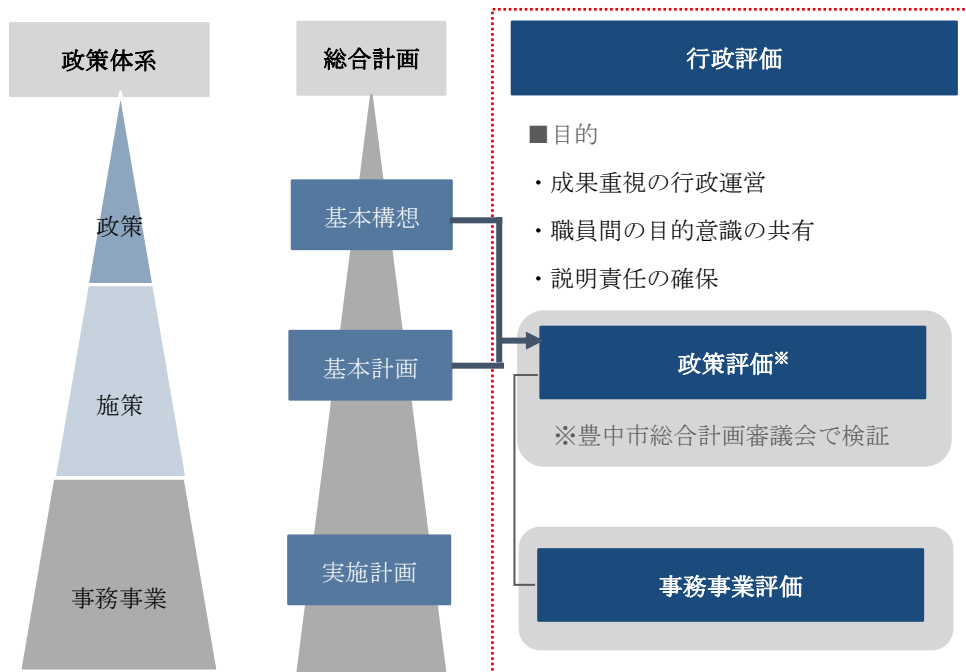 政策体系
総合計画
行政評価
政策
施策
事務事業
基本構想
基本計画
実施計画
■目的
・成果重視の行政運営
・職員間の目的意識の共有
・説明責任の確保
政策評価※
※豊中市総合計画審議会で検証
事務事業評価